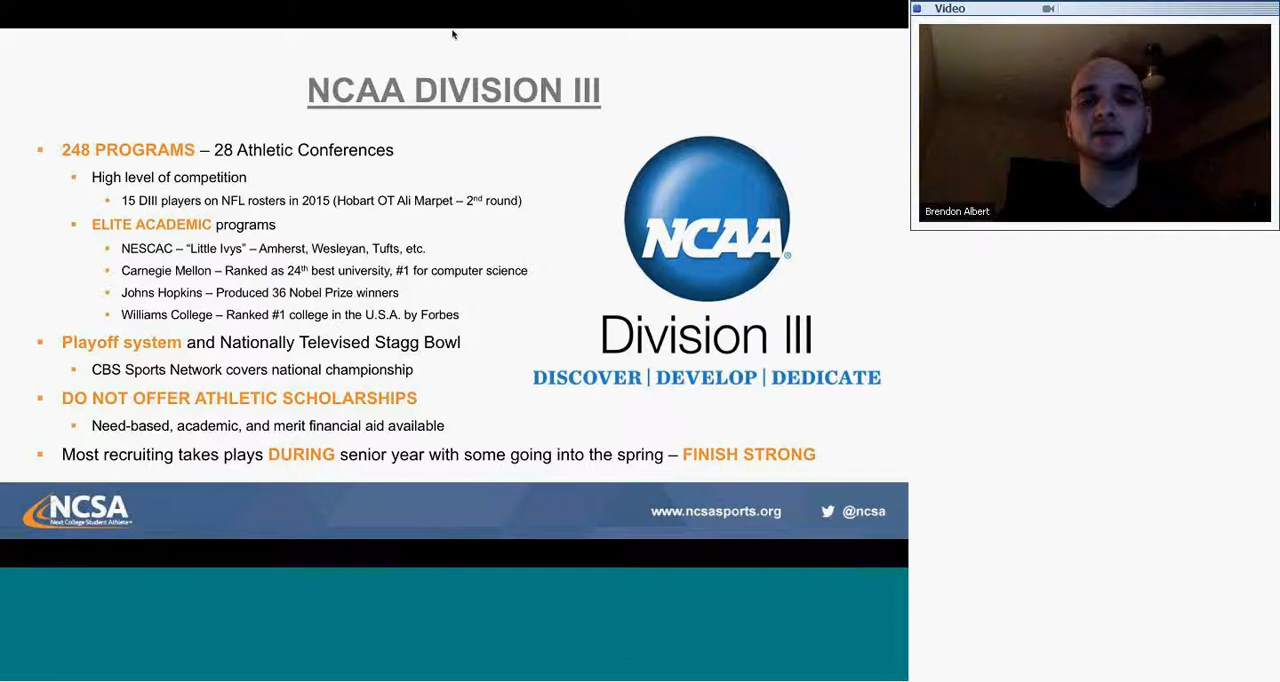 Video
Brendon Albert
NCAA DIVISION III
248 PROGRAMS – 28 Athletic Conferences
High level of competition
15 DIII players on NFL rosters in 2015 (Hobart OT Ali Marpet – 2nd round)
ELITE ACADEMIC programs
NESCAC – “Little Ivys” – Amherst, Wesleyan, Tufts, etc.
Carnegie Mellon – Ranked as 24th best university, #1 for computer science
Johns Hopkins – Produced 36 Nobel Prize winners
Williams College – Ranked #1 college in the U.S.A. by Forbes
Playoff system and Nationally Televised Stagg Bowl
CBS Sports Network covers national championship
DO NOT OFFER ATHLETIC SCHOLARSHIPS
Need-based, academic, and merit financial aid available
Most recruiting takes plays DURING senior year with some going into the spring – FINISH STRONG
NCAA®
Division III
DISCOVER | DEVELOP | DEDICATE
NCSA
Next College Student Athlete
www.ncsasports.org
@ncsa